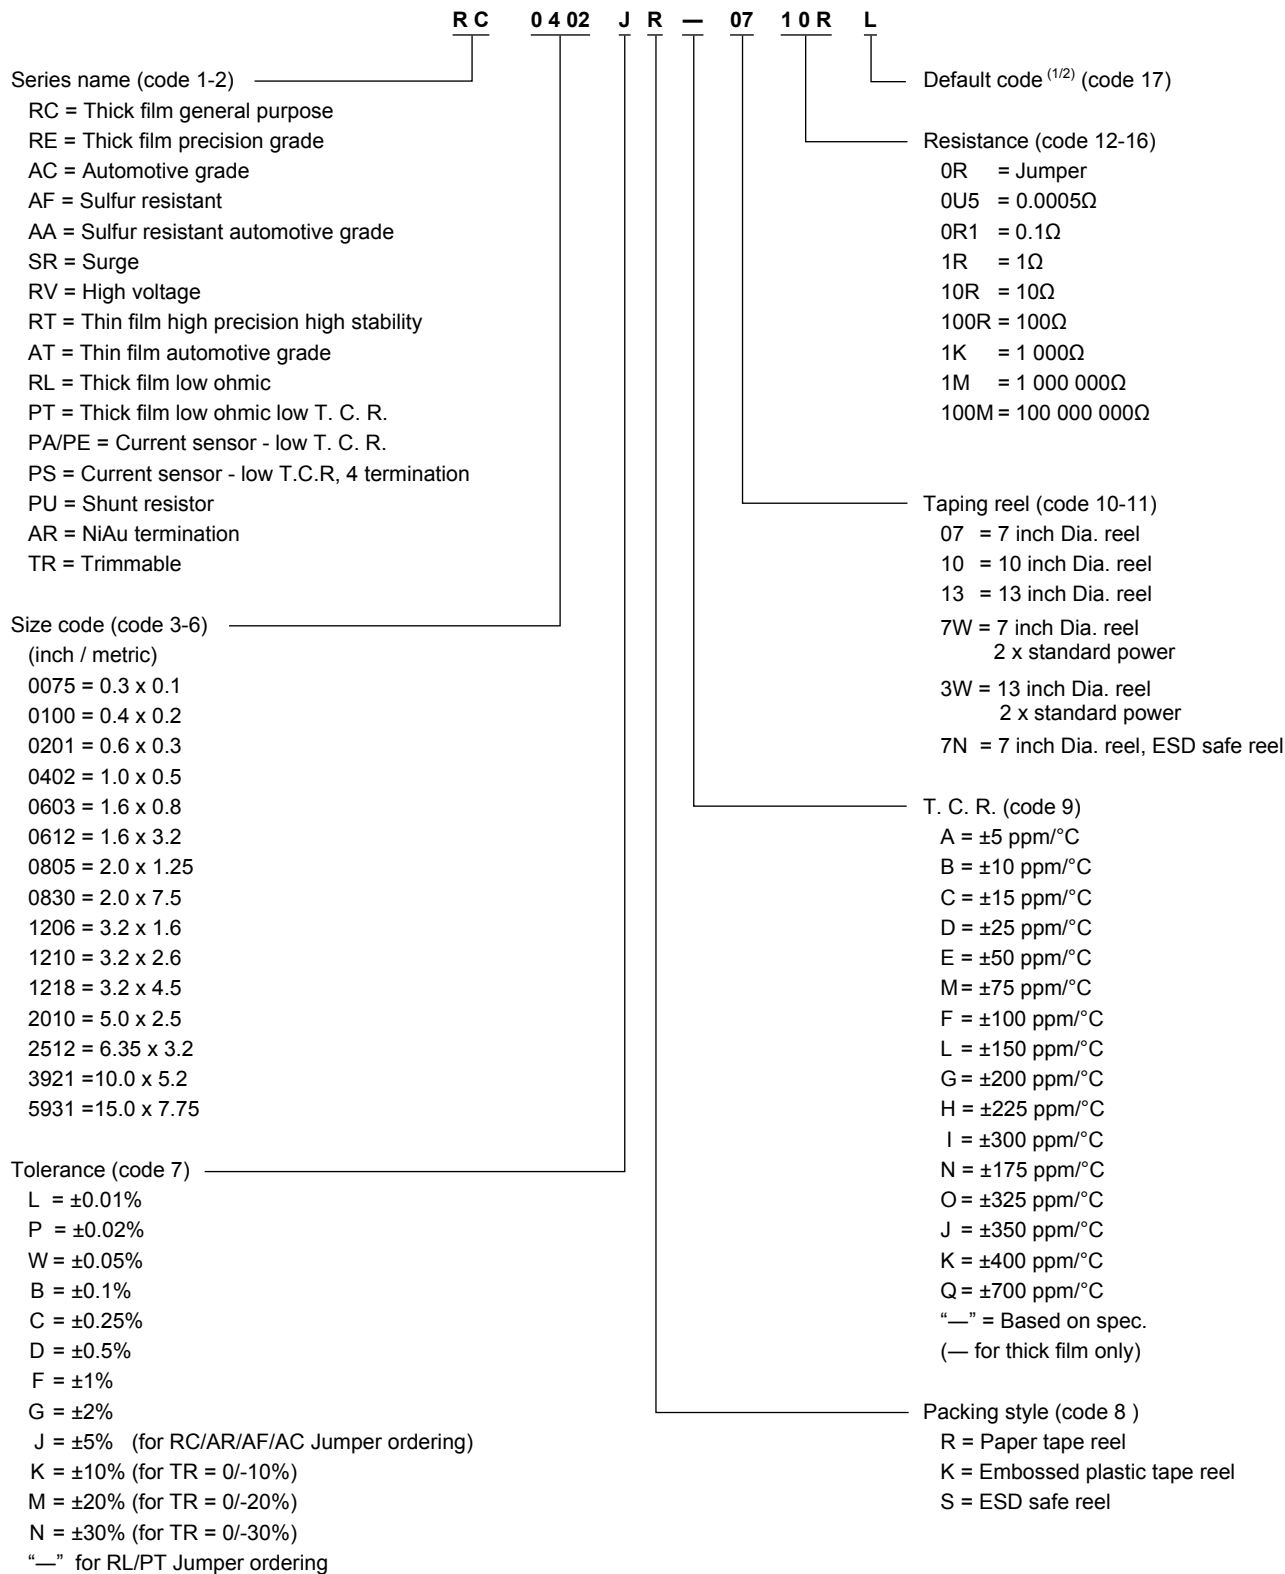 RC 0402 J R — 07 10R L
Series name (code 1-2)
RC = Thick film general purpose
RE = Thick film precision grade
AC = Automotive grade
AF = Sulfur resistant
AA = Sulfur resistant automotive grade
SR = Surge
RV = High voltage
RT = Thin film high precision high stability
AT = Thin film automotive grade
RL = Thick film low ohmic
PT = Thick film low ohmic low T. C. R.
PA/PE = Current sensor - low T. C. R.
PS = Current sensor - low T.C.R, 4 termination
PU = Shunt resistor
AR = NiAu termination
TR = Trimmable
Size code (code 3-6)
(inch / metric)
0075 = 0.3 x 0.1
0100 = 0.4 x 0.2
0201 = 0.6 x 0.3
0402 = 1.0 x 0.5
0603 = 1.6 x 0.8
0612 = 1.6 x 3.2
0805 = 2.0 x 1.25
0830 = 2.0 x 7.5
1206 = 3.2 x 1.6
1210 = 3.2 x 2.6
1218 = 3.2 x 4.5
2010 = 5.0 x 2.5
2512 = 6.35 x 3.2
3921 =10.0 x 5.2
5931 =15.0 x 7.75
Tolerance (code 7)
L = ±0.01%
P = ±0.02%
W = ±0.05%
B = ±0.1%
C = ±0.25%
D = ±0.5%
F = ±1%
G = ±2%
J = ±5% (for RC/AR/AF/AC Jumper ordering)
K = ±10% (for TR = 0/-10%)
M = ±20% (for TR = 0/-20%)
N = ±30% (for TR = 0/-30%)
“—” for RL/PT Jumper ordering
Default code (1/2) (code 17)
Resistance (code 12-16)
0R = Jumper
0U5 = 0.0005Ω
0R1 = 0.1Ω
1R = 1Ω
10R = 10Ω
100R = 100Ω
1K = 1 000Ω
1M = 1 000 000Ω
100M = 100 000 000Ω
Taping reel (code 10-11)
07 = 7 inch Dia. reel
10 = 10 inch Dia. reel
13 = 13 inch Dia. reel
7W = 7 inch Dia. reel
2 x standard power
3W = 13 inch Dia. reel
2 x standard power
7N = 7 inch Dia. reel, ESD safe reel
T. C. R. (code 9)
A = ±5 ppm/°C
B = ±10 ppm/°C
C = ±15 ppm/°C
D = ±25 ppm/°C
E = ±50 ppm/°C
M = ±75 ppm/°C
F = ±100 ppm/°C
L = ±150 ppm/°C
G = ±200 ppm/°C
H = ±225 ppm/°C
I = ±300 ppm/°C
N = ±175 ppm/°C
O = ±325 ppm/°C
J = ±350 ppm/°C
K = ±400 ppm/°C
Q = ±700 ppm/°C
“—” = Based on spec.
(— for thick film only)
Packing style (code 8 )
R = Paper tape reel
K = Embossed plastic tape reel
S = ESD safe reel